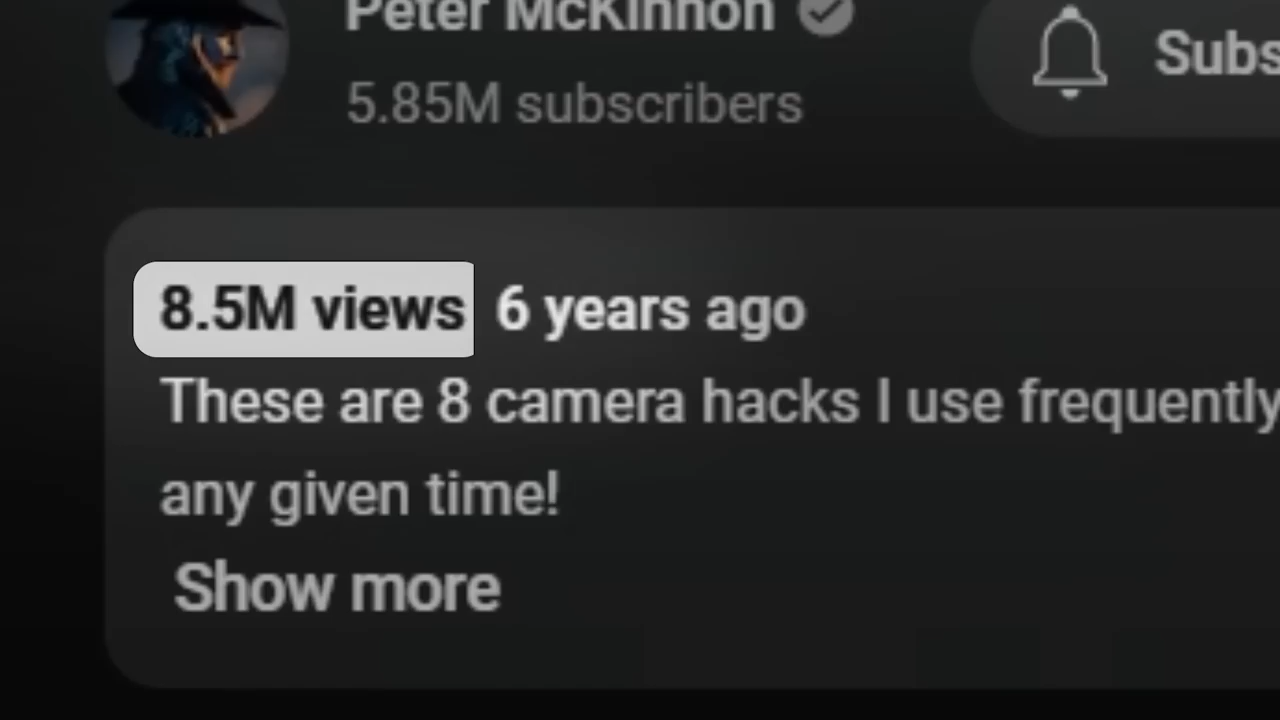 Peter McKinnon
5.85M subscribers
Subs
8.5M views 6 years ago
These are 8 camera hacks I use frequently
any given time!
Show more